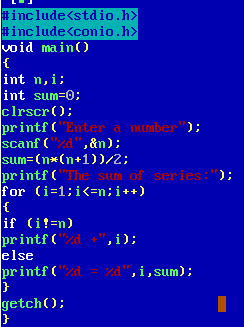 #include<stdio.h>
#include<conio.h>
void main()
{
int n,i;
int sum=0;
clrscr();
printf("Enter a number");
scanf("%d",&n);
sum=(n*(n+1))/2;
printf("The sum of series:");
for (i=1;i<=n;i++)
{
if (i!=n)
printf("%d +",i);
else
printf("%d = %d",i,sum);
}
getch();
}